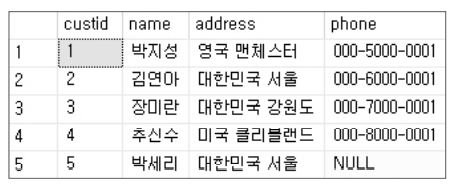 custid name address phone
1 1 박지성 영국 맨체스터 000-5000-0001
2 2 김연아 대한민국 서울 000-6000-0001
3 3 장미란 대한민국 강원도 000-7000-0001
4 4 추신수 미국 클리블랜드 000-8000-0001
5 5 박세리 대한민국 서울 NULL